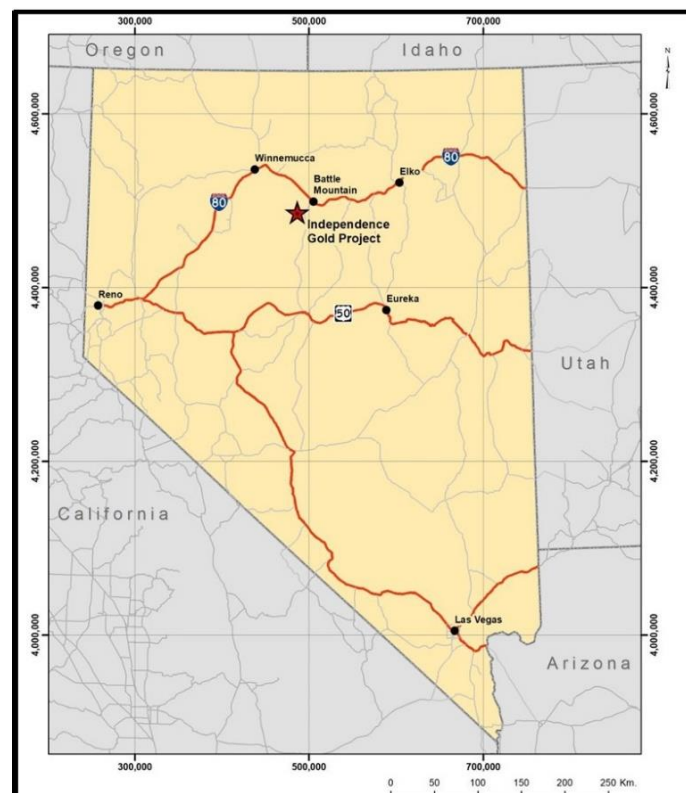 300,000 500,000 700,000
Oregon Idaho
N
4,600,000 4,600,000
80
Winnemucca
Elko
Battle
Mountain
80
Independence
Gold Project
4,400,000 4,400,000
Reno
Eureka
50
Utah
4,200,000 4,200,000
California
Las Vegas
4,000,000 4,000,000
Arizona
300,000 500,000 700,000
0 50 100 150 200 250 Km.